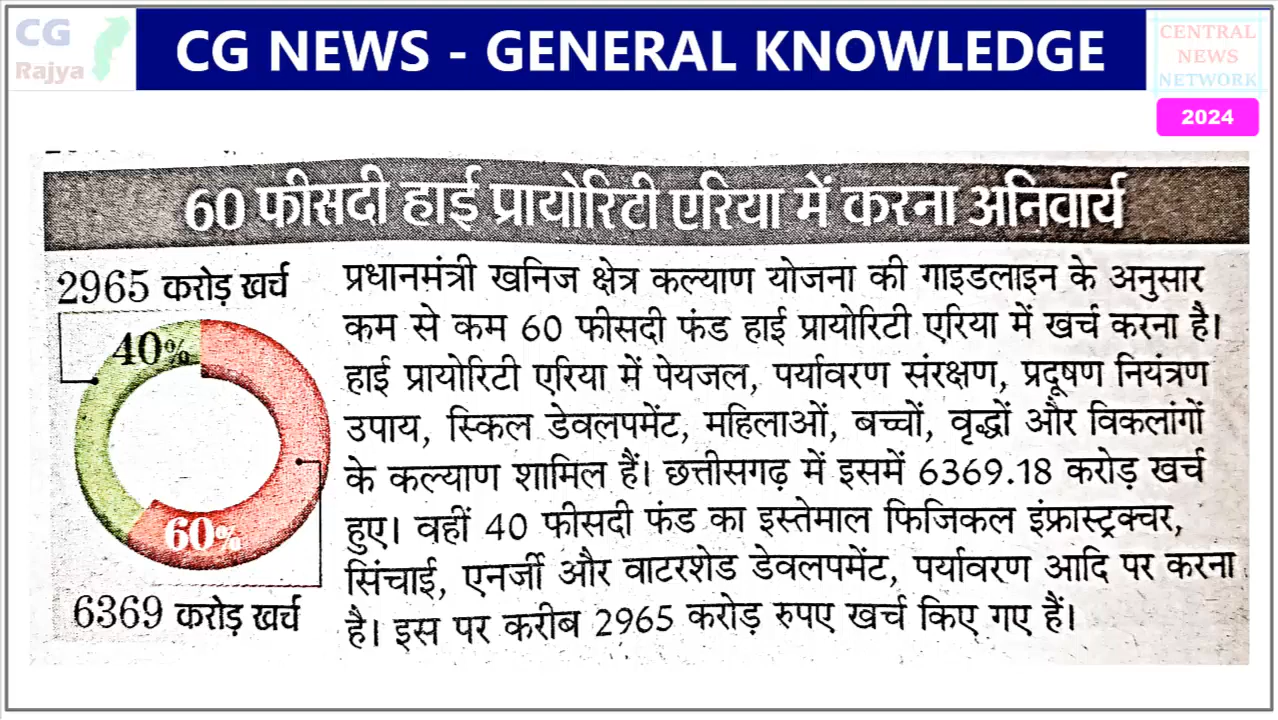 CG
Rajya
CG NEWS - GENERAL KNOWLEDGE
CENTRAL
NEWS
NETWORK
2024
60 फीसदी हाई प्रायोरिटी एरिया में करना अनिवार्य
2965 करोड़ खर्च
40%
60%
6369 करोड़ खर्च
प्रधानमंत्री खनिज क्षेत्र कल्याण योजना की गाइडलाइन के अनुसार
कम से कम 60 फीसदी फंड हाई प्रायोरिटी एरिया में खर्च करना है।
हाई प्रायोरिटी एरिया में पेयजल, पर्यावरण संरक्षण, प्रदूषण नियंत्रण
उपाय, स्किल डेवलपमेंट, महिलाओं, बच्चों, वृद्धों और विकलांगों
के कल्याण शामिल हैं। छत्तीसगढ़ में इसमें 6369.18 करोड़ खर्च
हुए। वहीं 40 फीसदी फंड का इस्तेमाल फिजिकल इंफ्रास्ट्रक्चर,
सिंचाई, एनर्जी और वाटरशेड डेवलपमेंट, पर्यावरण आदि पर करना
है। इस पर करीब 2965 करोड़ रुपए खर्च किए गए हैं।